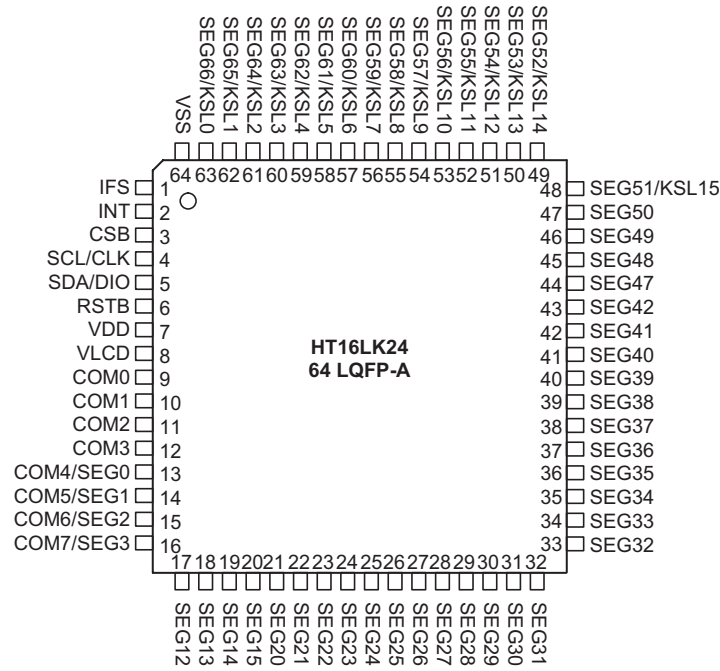 SEG66/KSL0
SEG65/KSL1
SEG64/KSL2
SEG63/KSL3
SEG62/KSL4
SEG61/KSL5
SEG60/KSL6
SEG59/KSL7
SEG58/KSL8
SEG57/KSL9
SEG56/KSL10
SEG55/KSL11
SEG54/KSL12
SEG53/KSL13
SEG52/KSL14
VSS
64 63 62 61 60 59 58 57 56 55 54 53 52 51 50 49
IFS 1
INT 2
CSB 3
SCL/CLK 4
SDA/DIO 5
RSTB 6
VDD 7
VLCD 8
COM0 9
COM1 10
COM2 11
COM3 12
COM4/SEG0 13
COM5/SEG1 14
COM6/SEG2 15
COM7/SEG3 16
HT16LK24
64 LQFP-A
48 SEG51/KSL15
47 SEG50
46 SEG49
45 SEG48
44 SEG47
43 SEG42
42 SEG41
41 SEG40
40 SEG39
39 SEG38
38 SEG37
37 SEG36
36 SEG35
35 SEG34
34 SEG33
33 SEG32
17 18 19 20 21 22 23 24 25 26 27 28 29 30 31 32
SEG12
SEG13
SEG14
SEG15
SEG20
SEG21
SEG22
SEG23
SEG24
SEG25
SEG26
SEG27
SEG28
SEG29
SEG30
SEG31